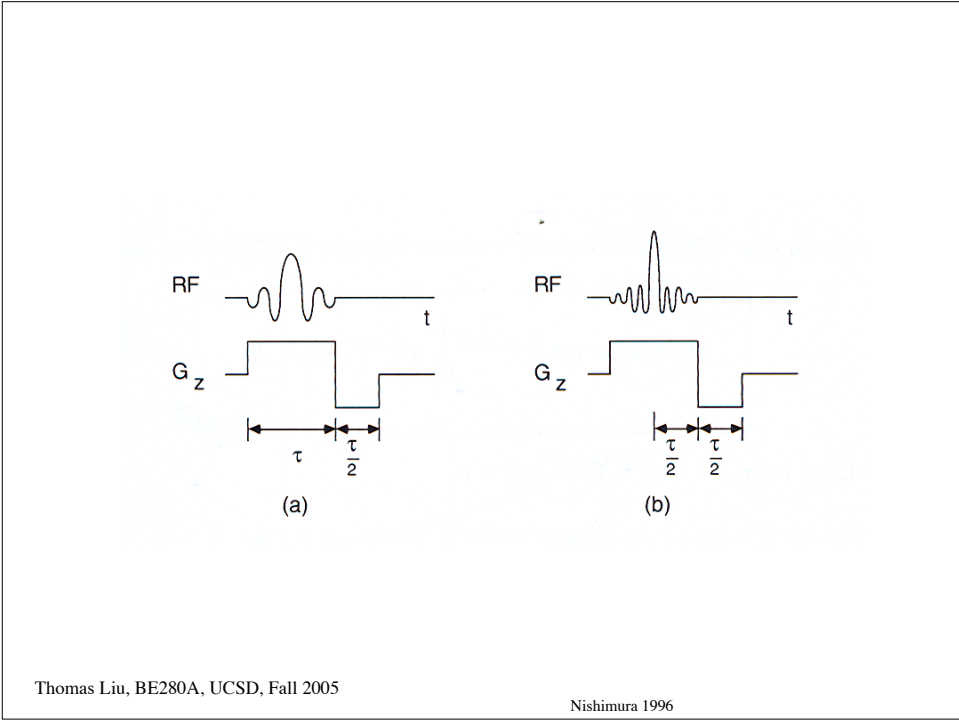 RF
t
G z
τ
τ/2
(a)
RF
t
G z
τ/2
τ/2
(b)
Thomas Liu, BE280A, UCSD, Fall 2005
Nishimura 1996